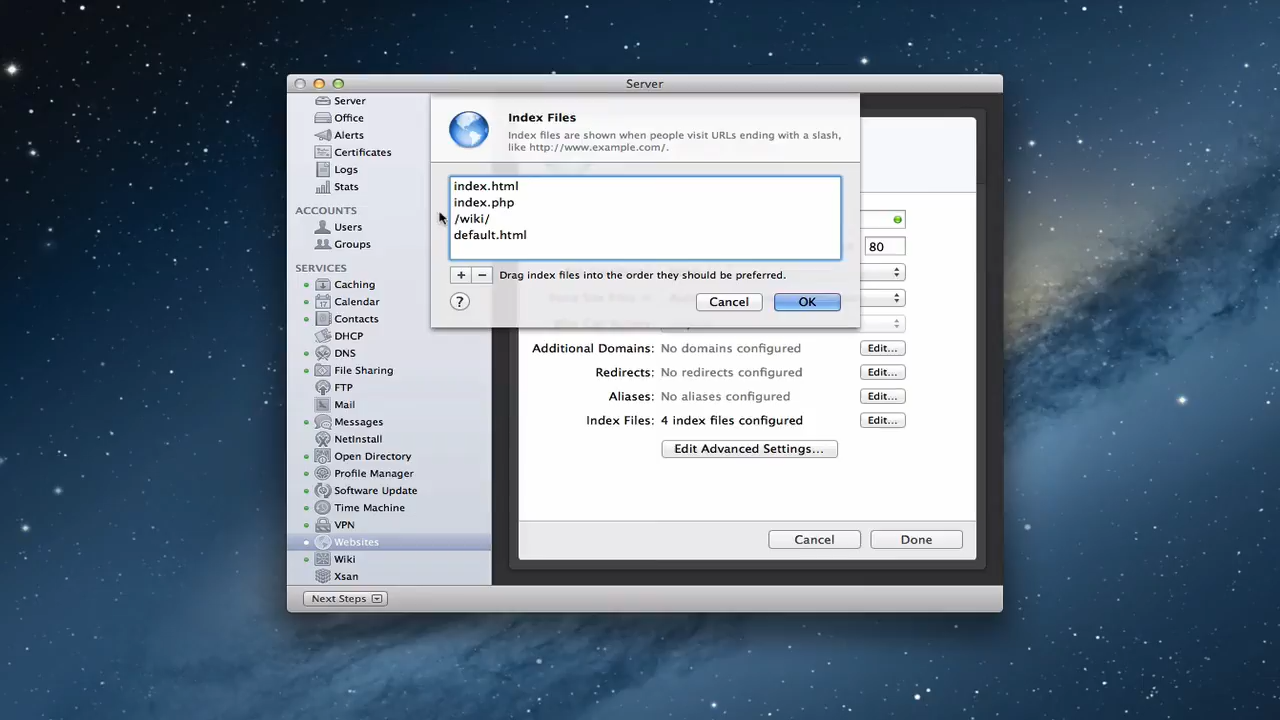 Server
Server
Office
Alerts
Certificates
Logs
Stats
ACCOUNTS
Users
Groups
SERVICES
Caching
Calendar
Contacts
DHCP
DNS
File Sharing
FTP
Mail
Messages
NetInstall
Open Directory
Profile Manager
Software Update
Time Machine
VPN
Websites
Wiki
Xsan
Next Steps
Index Files
Index files are shown when people visit URLs ending with a slash,
like http://www.example.com/.
index.html
index.php
/wiki/
default.html
+ − Drag index files into the order they should be preferred.
? Cancel OK
80
Additional Domains: No domains configured Edit...
Redirects: No redirects configured Edit...
Aliases: No aliases configured Edit...
Index Files: 4 index files configured Edit...
Edit Advanced Settings...
Cancel Done